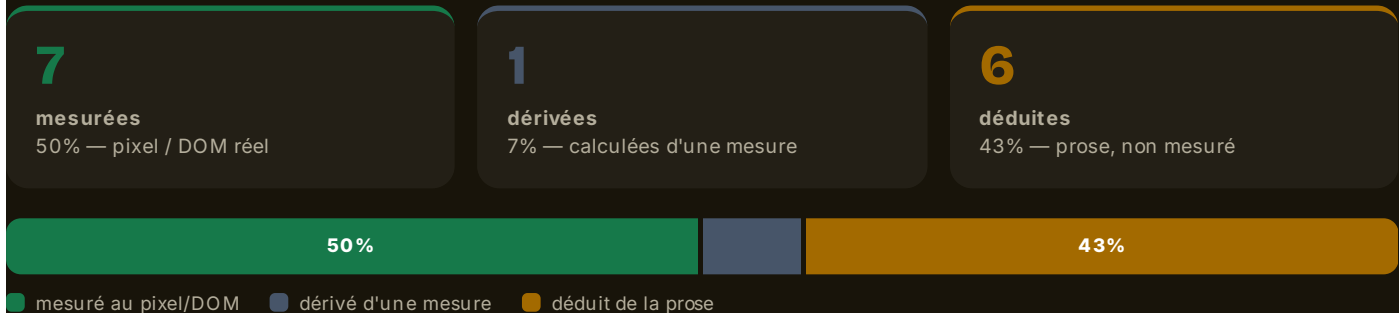 7
mesurées
50% — pixel / DOM réel
1
dérivées
7% — calculées d'une mesure
6
déduites
43% — prose, non mesuré
50%
43%
mesuré au pixel/DOM
dérivé d'une mesure
déduit de la prose